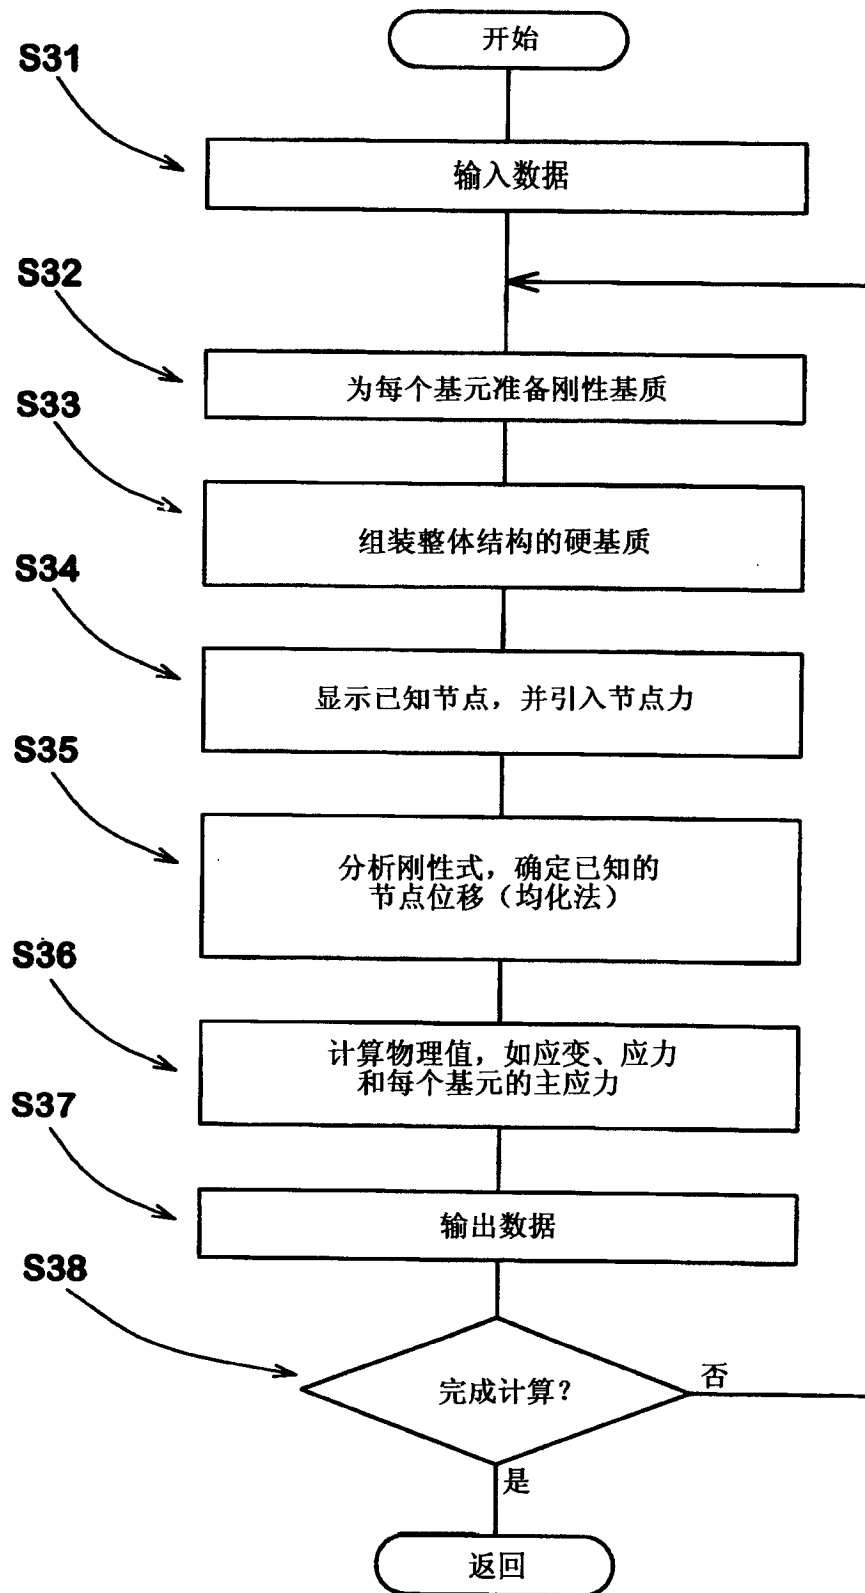 开始
S31
输入数据
S32
为每个基元准备刚性基质
S33
组装整体结构的硬基质
S34
显示已知节点，并引入节点力
S35
分析刚性式，确定已知的
节点位移（均化法）
S36
计算物理值，如应变、应力
和每个基元的主应力
S37
输出数据
S38
完成计算？
否
是
返回